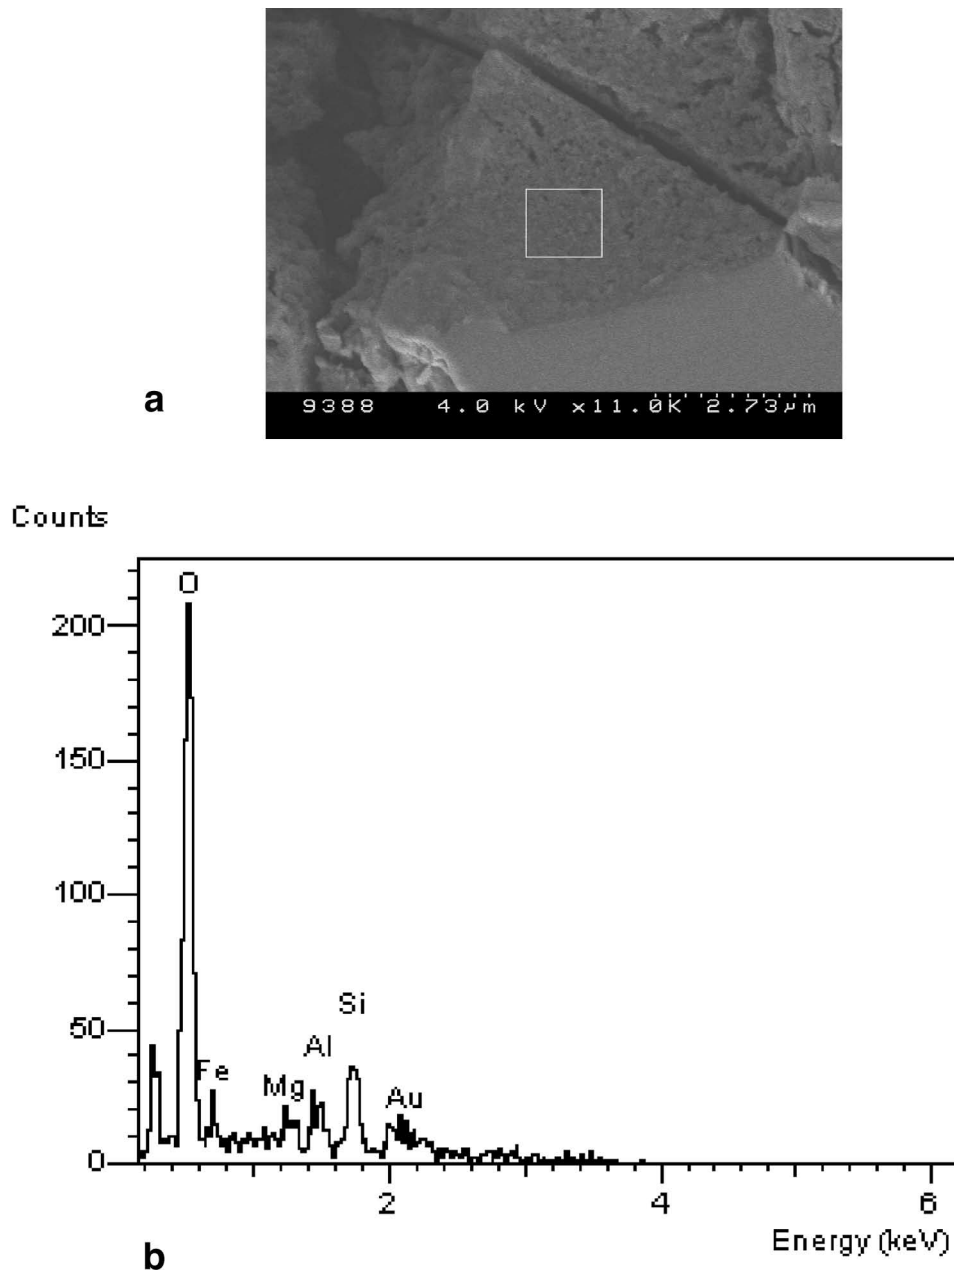 a
9388 4.0 kV x11.0K 2.73µm
Counts
O
200
150
100
Si
50
Al
Fe
Mg
Au
0
2 4 6
Energy (keV)
b